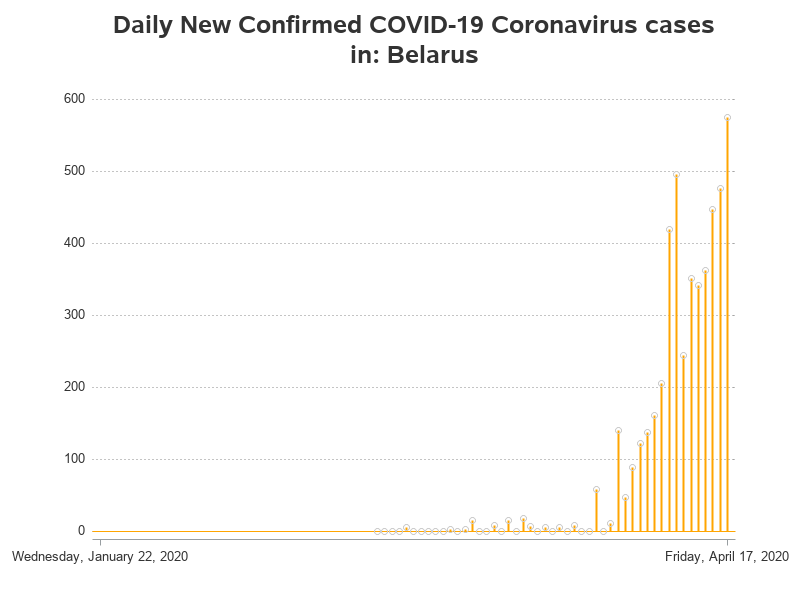 Daily New Confirmed COVID-19 Coronavirus cases
in: Belarus
600
500
400
300
200
100
0
Wednesday, January 22, 2020
Friday, April 17, 2020